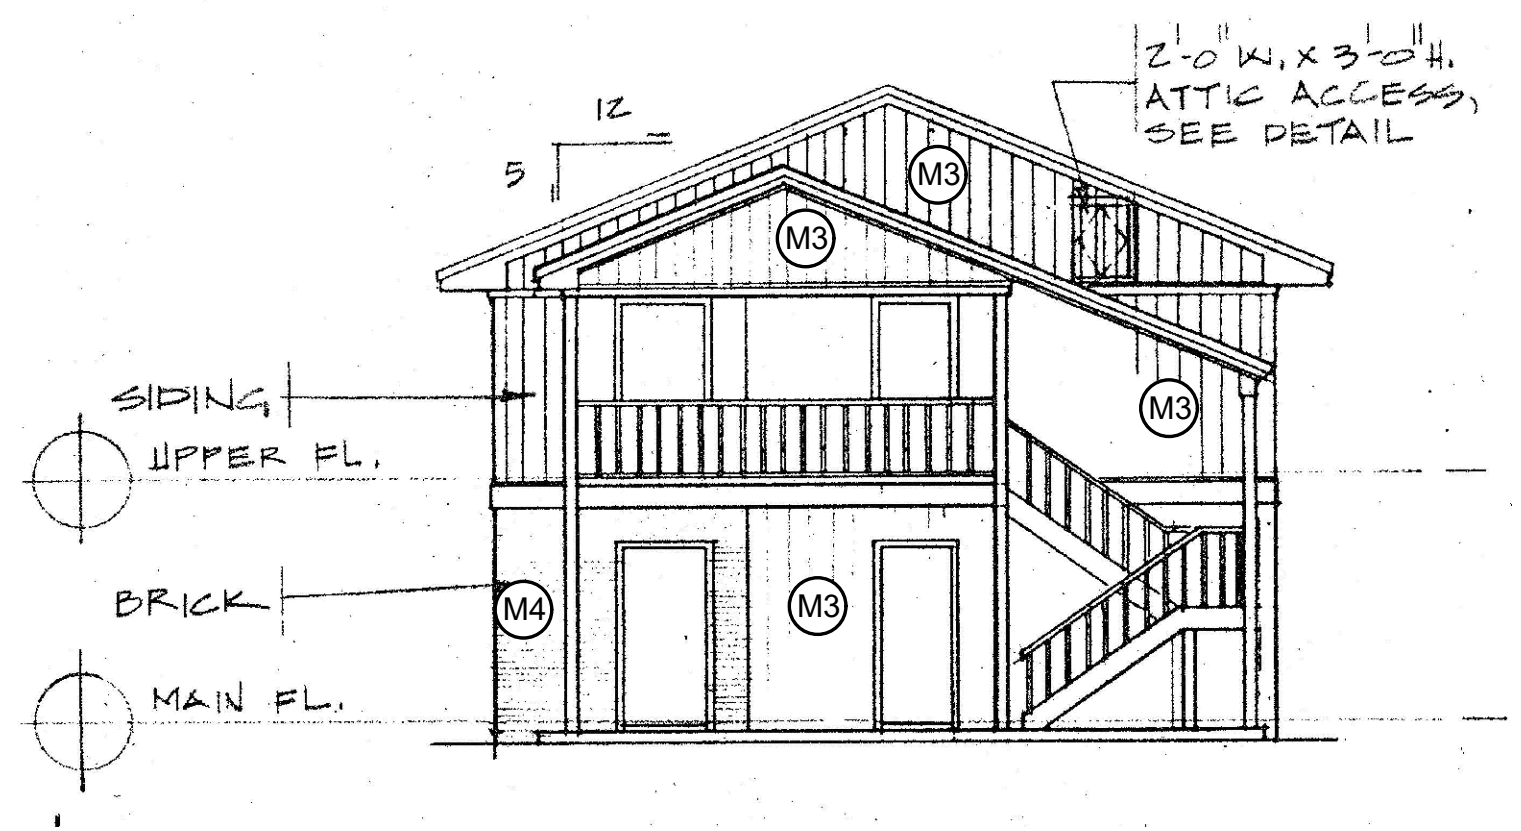 2'-0" W. X 3'-0" H.
ATTIC ACCESS,
SEE DETAIL
12
5
M3
M3
SIDING
M3
UPPER FL.
BRICK
M4
M3
MAIN FL.